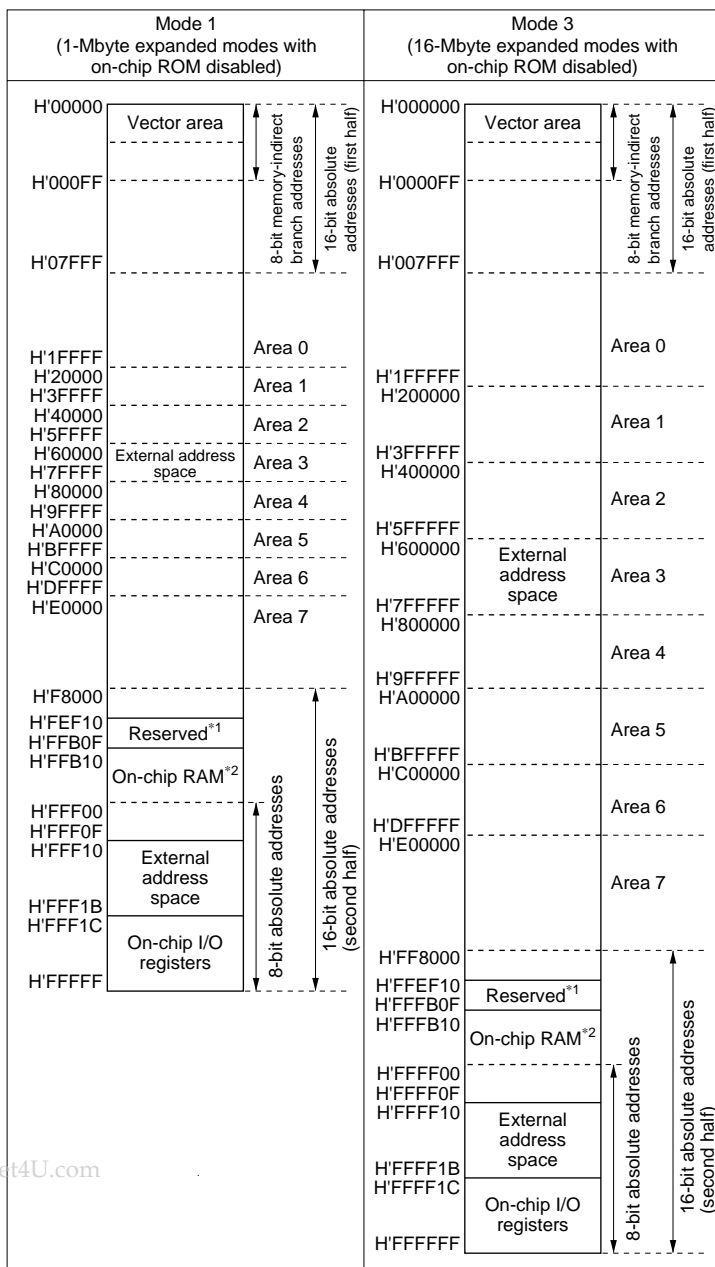 Mode 1
(1-Mbyte expanded modes with
on-chip ROM disabled)
H'00000
Vector area
H'000FF
H'07FFF
8-bit memory-indirect
branch addresses
16-bit absolute
addresses (first half)
H'1FFFF
Area 0
H'20000
H'3FFFF
Area 1
H'40000
H'5FFFF
Area 2
H'60000
H'7FFFF
External address
space
Area 3
H'80000
H'9FFFF
Area 4
H'A0000
H'BFFFF
Area 5
H'C0000
H'DFFFF
Area 6
H'E0000
Area 7
H'F8000
H'FEF10
H'FFB0F
Reserved*1
H'FFB10
On-chip RAM*2
H'FFF00
H'FFF0F
H'FFF10
External
address
space
H'FFF1B
H'FFF1C
On-chip I/O
registers
H'FFFFF
8-bit absolute addresses
16-bit absolute addresses
(second half)
Mode 3
(16-Mbyte expanded modes with
on-chip ROM disabled)
H'000000
Vector area
H'0000FF
H'007FFF
8-bit memory-indirect
branch addresses
16-bit absolute
addresses (first half)
Area 0
H'1FFFFF
H'200000
Area 1
H'3FFFFF
H'400000
Area 2
H'5FFFFF
H'600000
External
address
space
Area 3
H'7FFFFF
H'800000
Area 4
H'9FFFFF
H'A00000
Area 5
H'BFFFFF
H'C00000
Area 6
H'DFFFFF
H'E00000
Area 7
H'FF8000
H'FFEF10
H'FFFB0F
Reserved*1
H'FFFB10
On-chip RAM*2
H'FFFF00
H'FFFF0F
H'FFFF10
External
address
space
H'FFFF1B
H'FFFF1C
On-chip I/O
registers
H'FFFFFF
8-bit absolute addresses
16-bit absolute addresses
(second half)
et4U.com